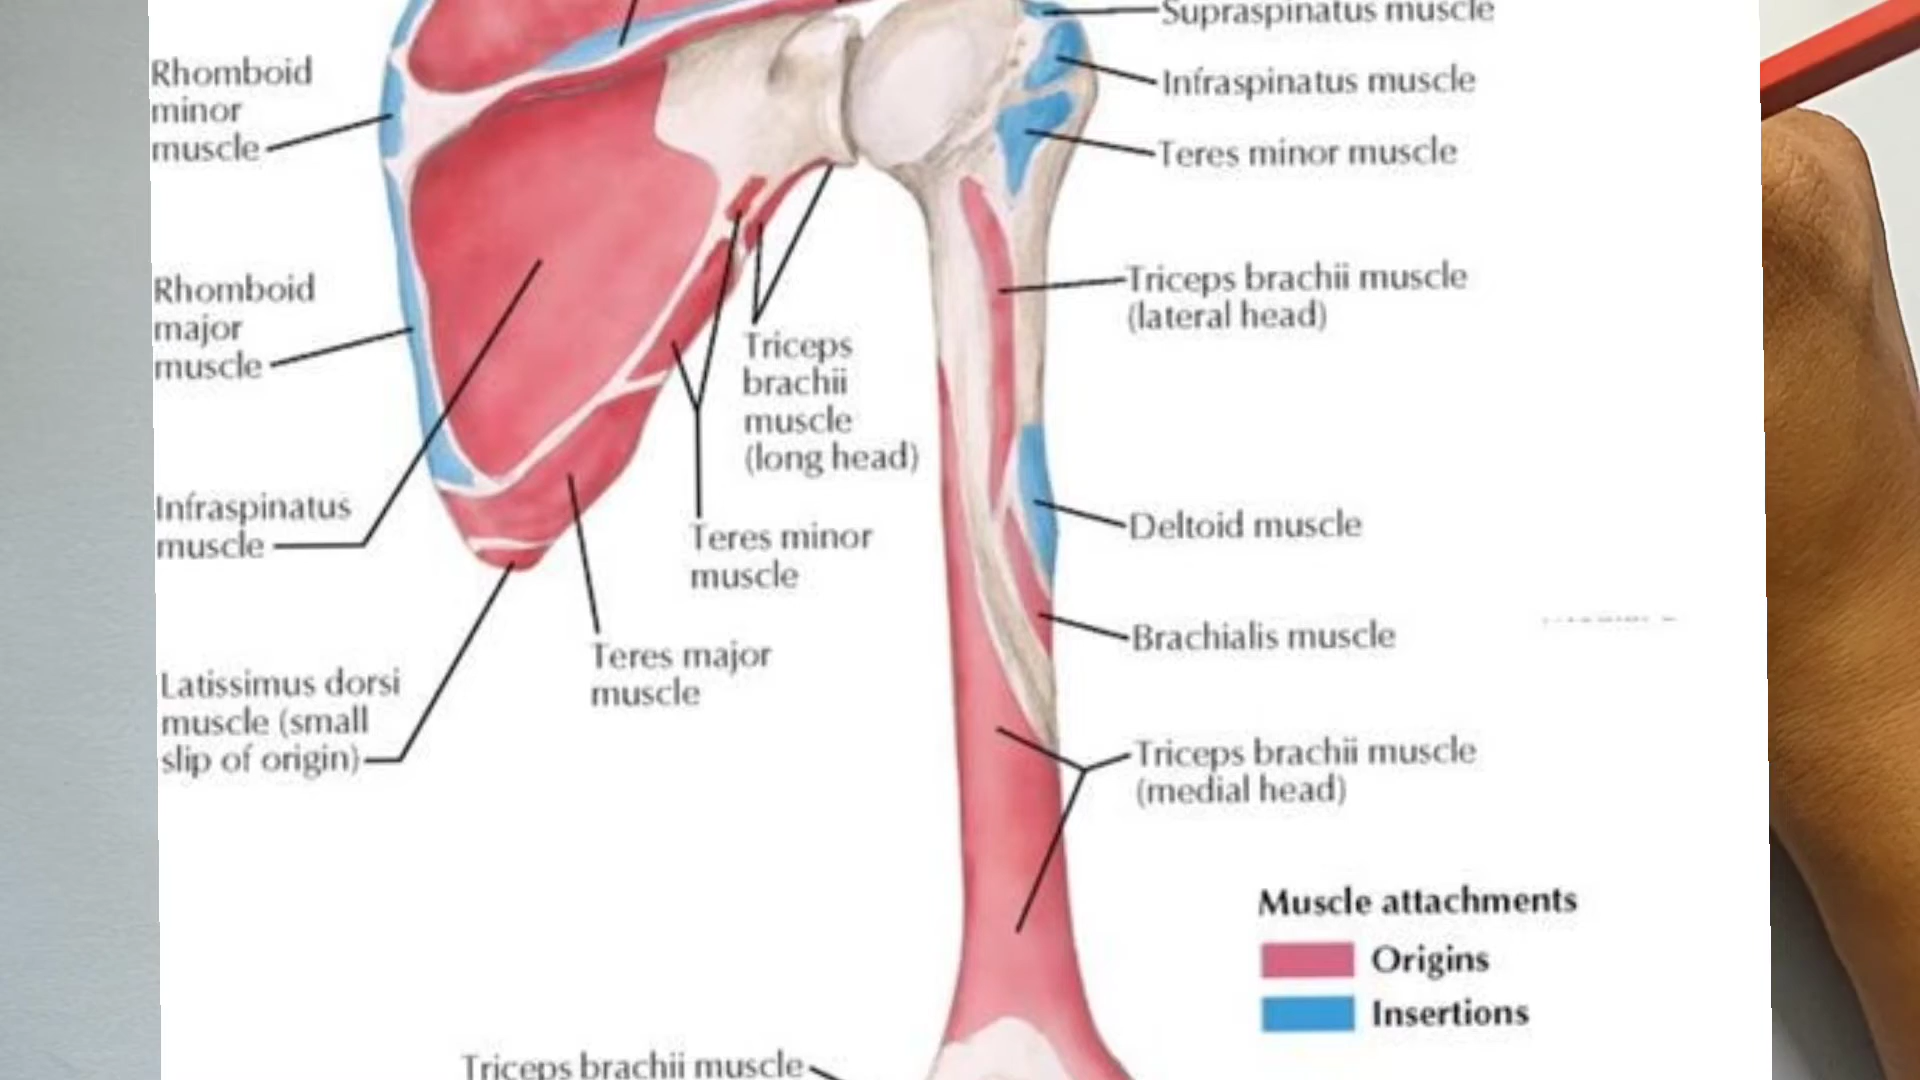 Supraspinatus muscle
Infraspinatus muscle
Teres minor muscle
Rhomboid
minor
muscle
Rhomboid
major
muscle
Triceps brachii muscle
(lateral head)
Triceps
brachii
muscle
(long head)
Infraspinatus
muscle
Teres minor
muscle
Deltoid muscle
Teres major
muscle
Brachialis muscle
Latissimus dorsi
muscle (small
slip of origin)
Triceps brachii muscle
(medial head)
Muscle attachments
Origins
Insertions
Triceps brachii muscle